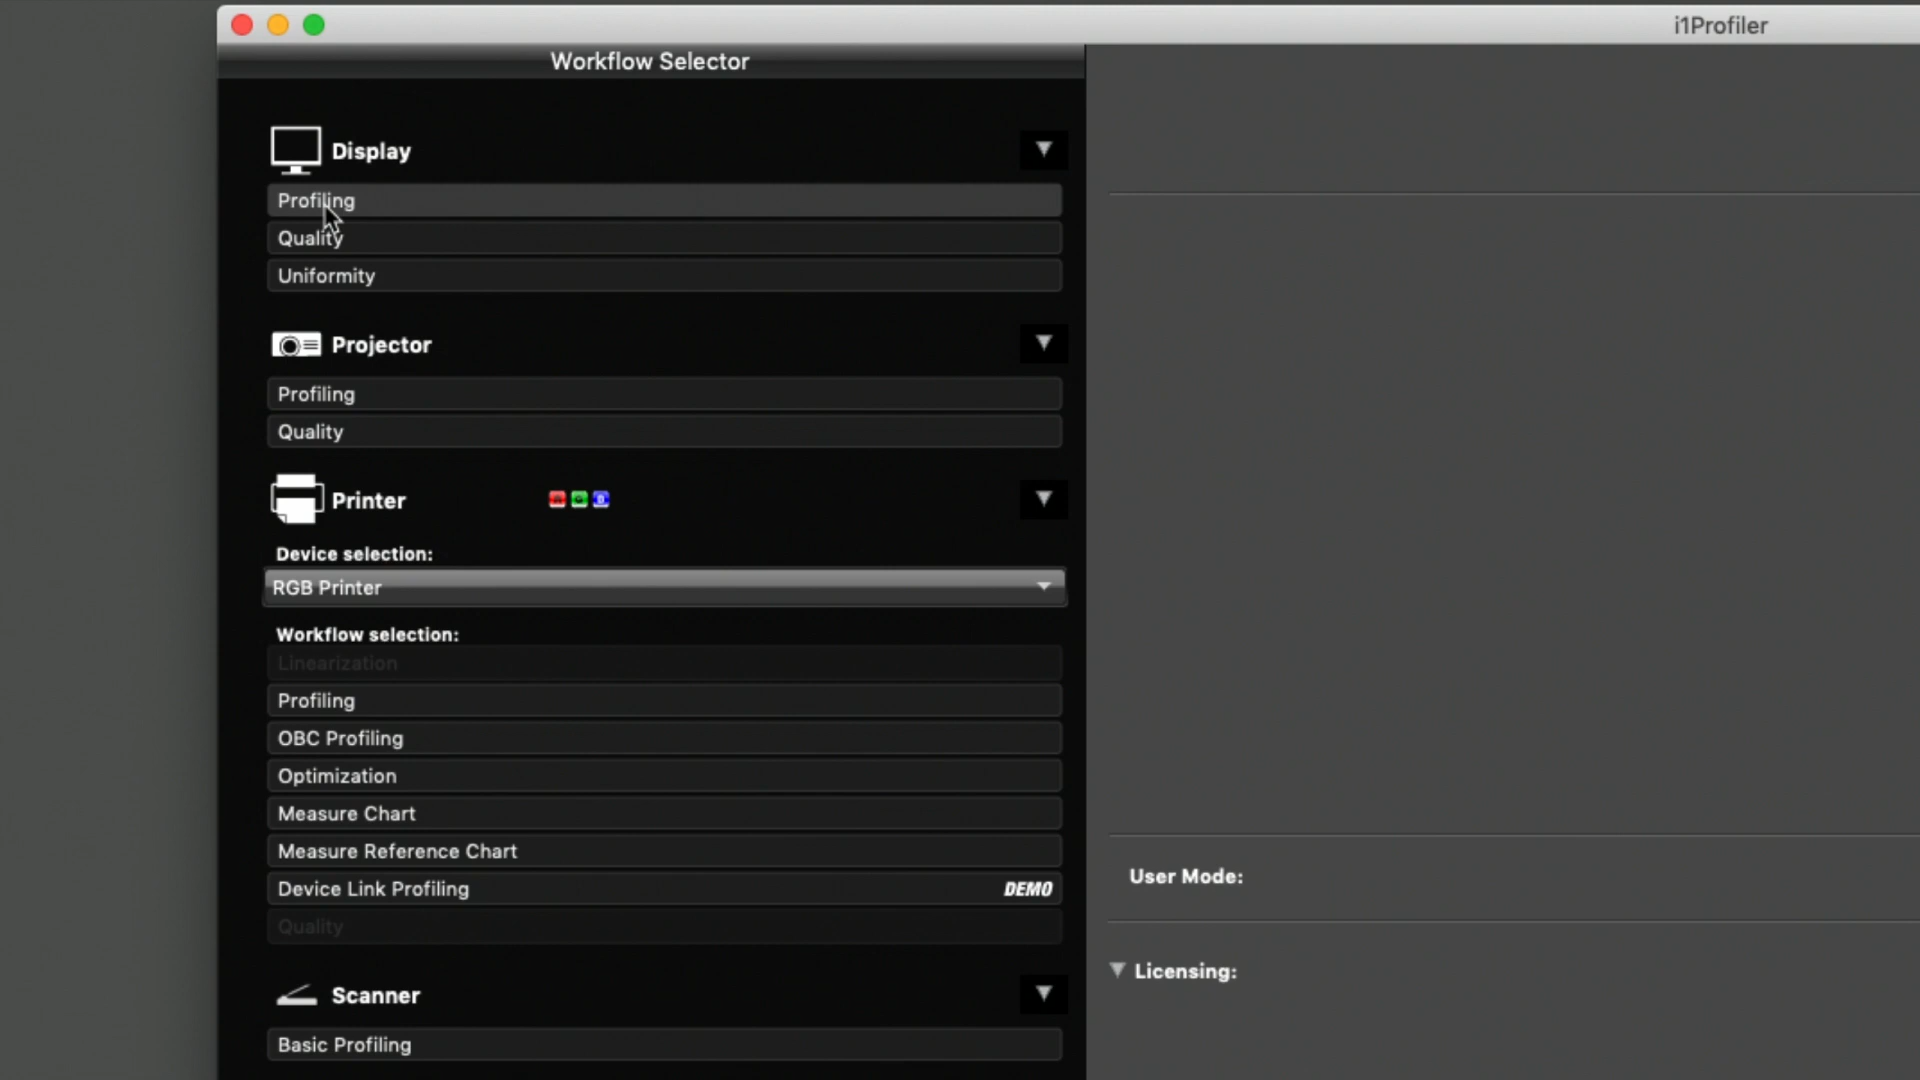 i1Profiler
Workflow Selector
Display
Profiling
Quality
Uniformity
Projector
Profiling
Quality
Printer
Device selection:
RGB Printer
Workflow selection:
Linearization
Profiling
OBC Profiling
Optimization
Measure Chart
Measure Reference Chart
Device Link Profiling DEMO
Quality
Scanner
Basic Profiling
User Mode:
Licensing: